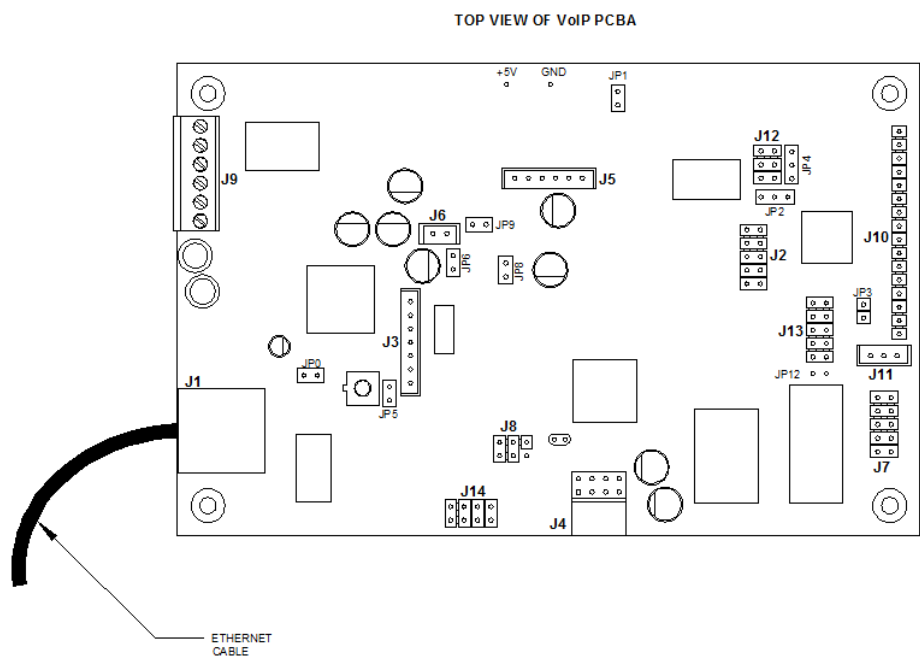 TOP VIEW OF VoIP PCBA
+5V
GND
JP1
J12
JP4
J9
J5
JP2
J6
JP9
J10
J2
JP6
JP8
JP3
J13
J3
J11
JP0
JP12
J1
JP5
J8
J7
J14
J4
ETHERNET
CABLE